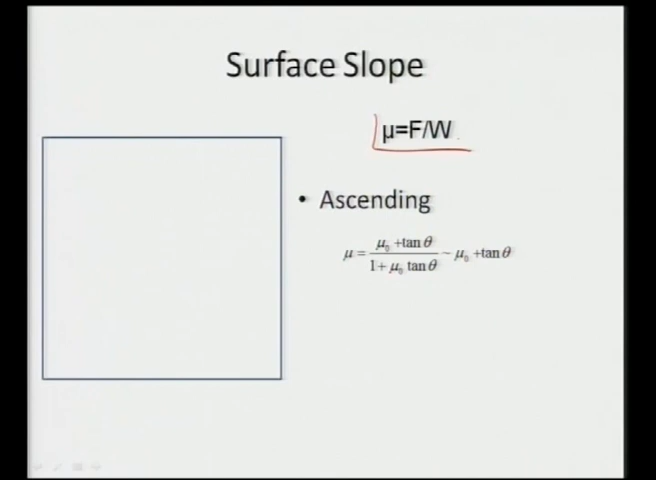 Surface Slope
μ=F/W
• Ascending
μ = (μ₀ +tan θ)/(1+ μ₀ tan θ) ~ μ₀ +tan θ